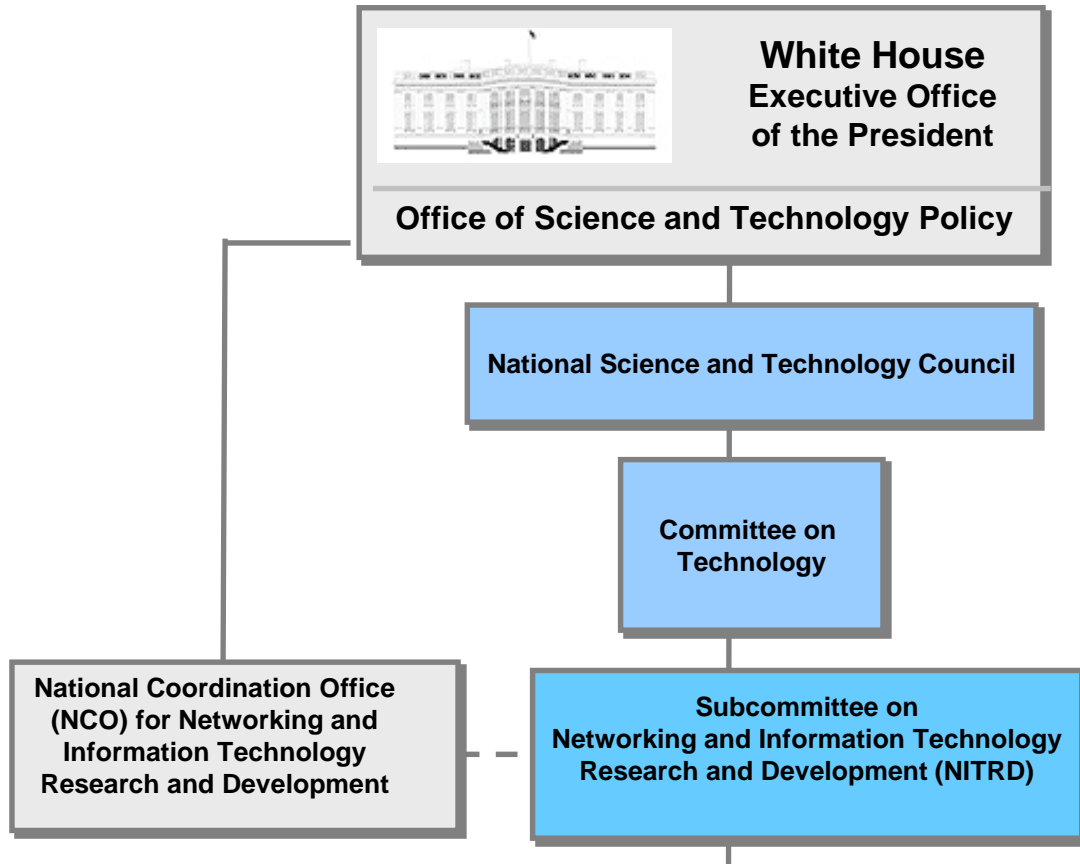 White House
Executive Office
of the President
Office of Science and Technology Policy
National Science and Technology Council
Committee on
Technology
National Coordination Office
(NCO) for Networking and
Information Technology
Research and Development
Subcommittee on
Networking and Information Technology
Research and Development (NITRD)